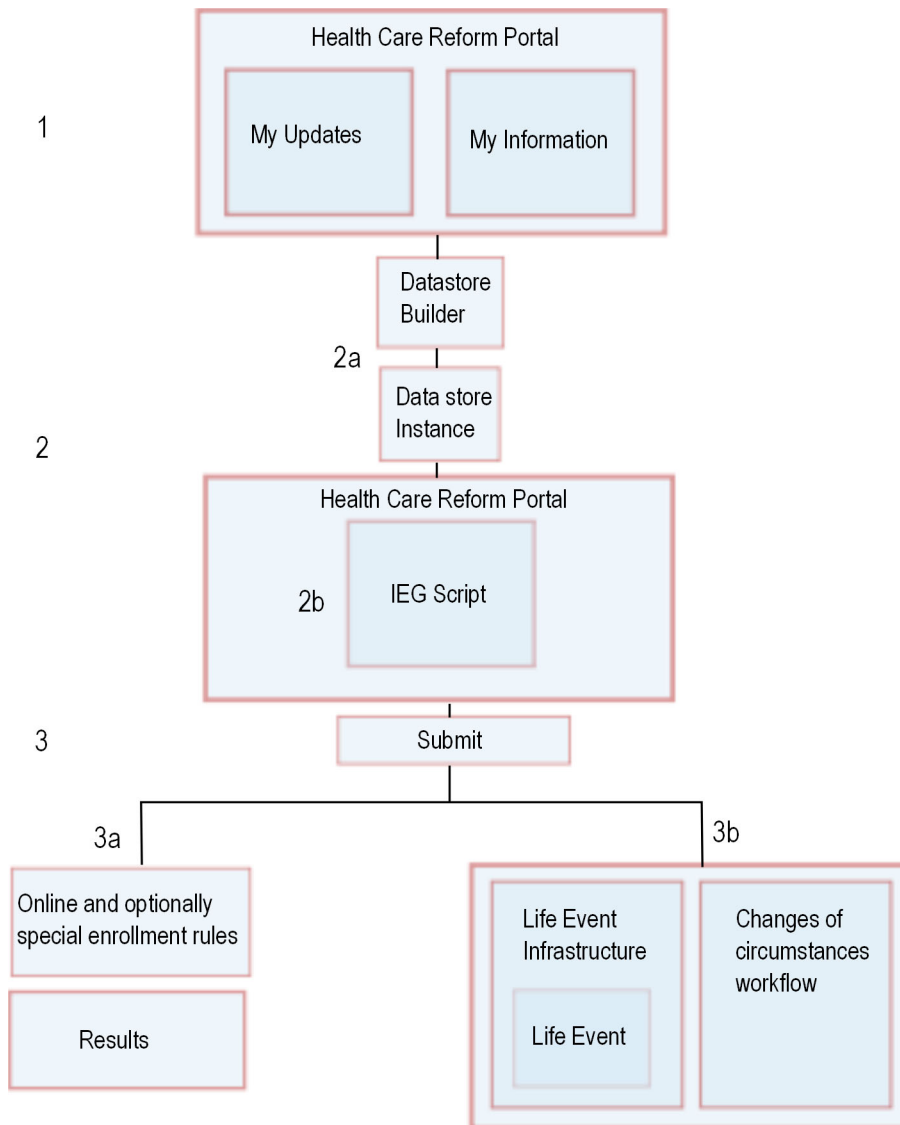 Health Care Reform Portal
1
My Updates
My Information
Datastore
Builder
2a
Data store
Instance
2
Health Care Reform Portal
2b
IEG Script
3
Submit
3a
3b
Online and optionally
special enrollment rules
Results
Life Event
Infrastructure
Life Event
Changes of
circumstances
workflow